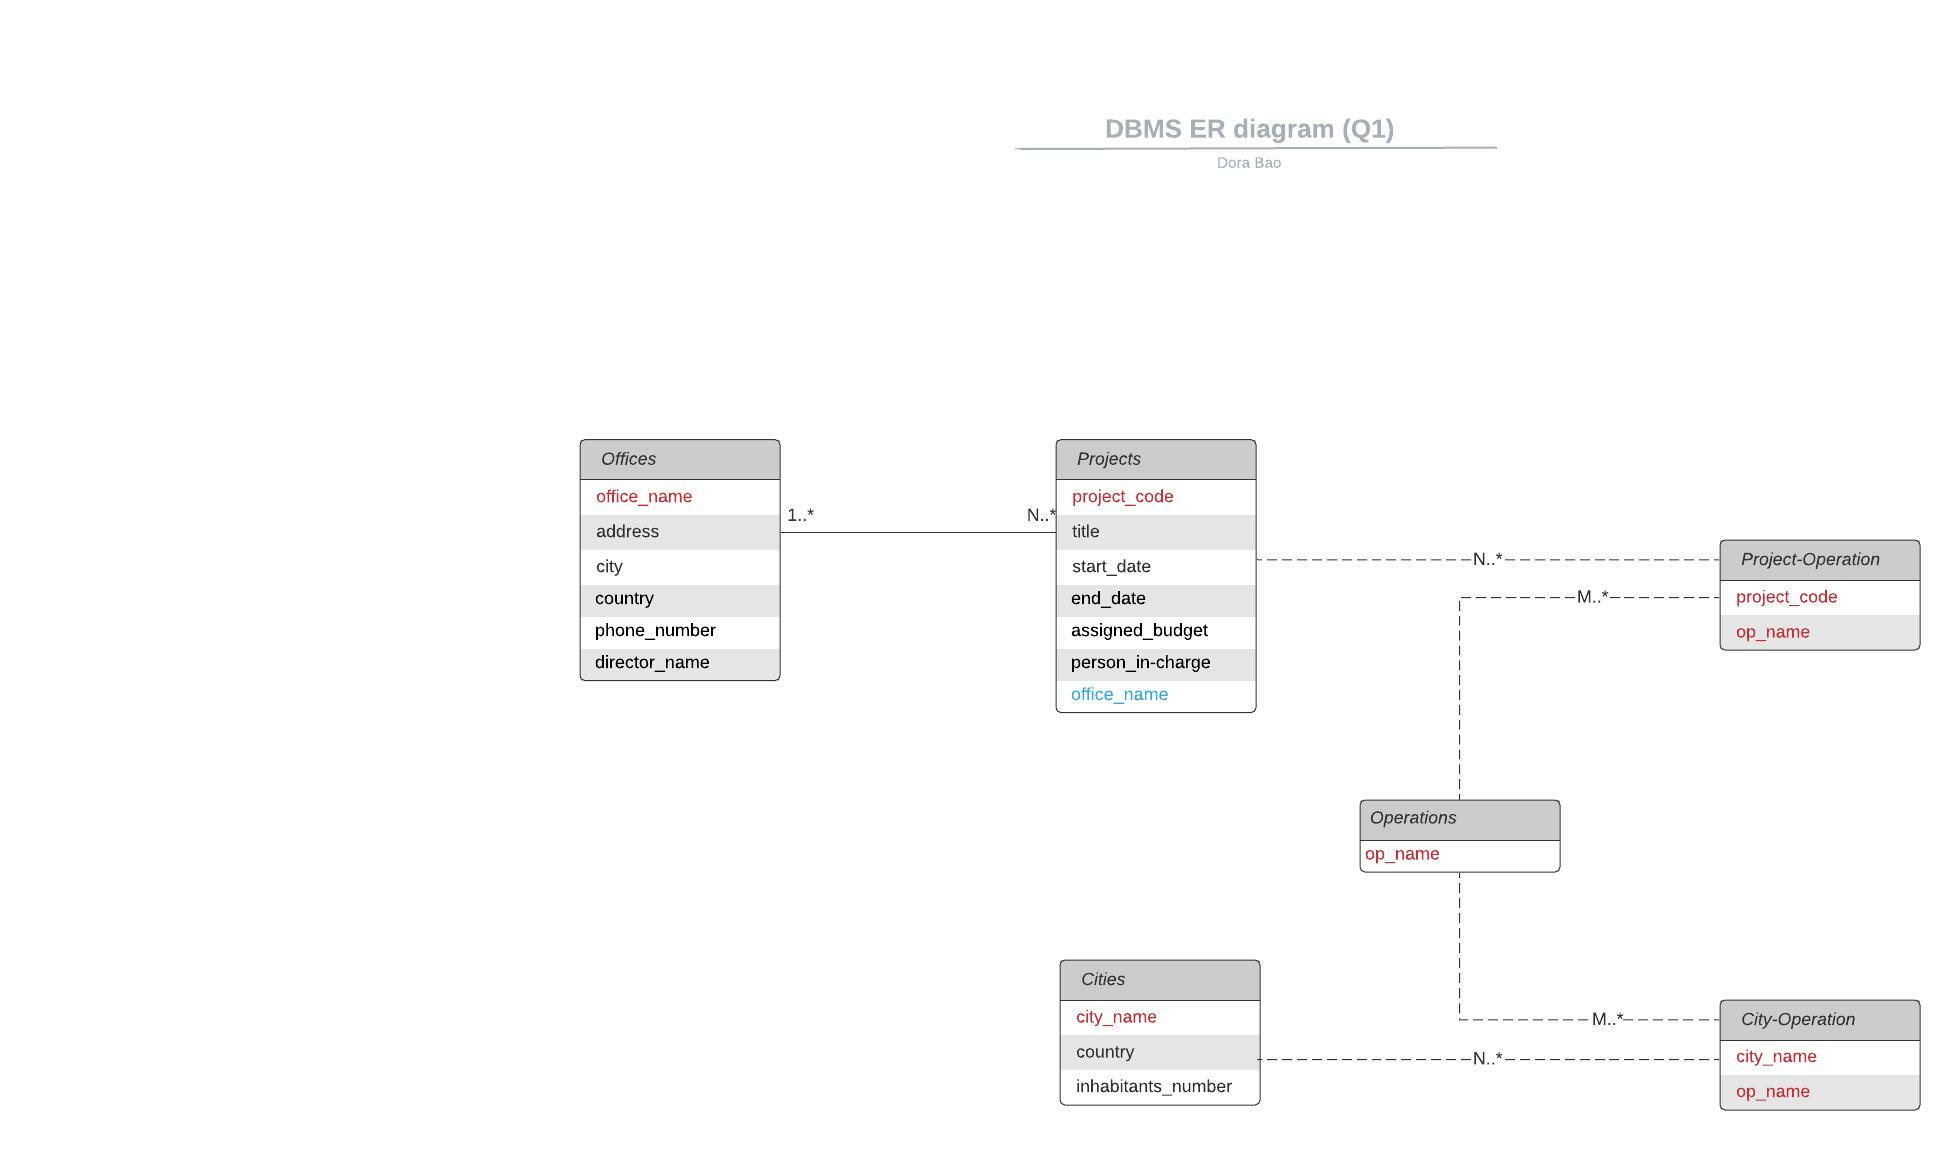 DBMS ER diagram (Q1)
Dora Bao
Offices
office_name
address
city
country
phone_number
director_name
1..*
N..*
Projects
project_code
title
start_date
end_date
assigned_budget
person_in-charge
office_name
N..*
M..*
Project-Operation
project_code
op_name
Operations
op_name
Cities
city_name
country
inhabitants_number
M..*
N..*
City-Operation
city_name
op_name